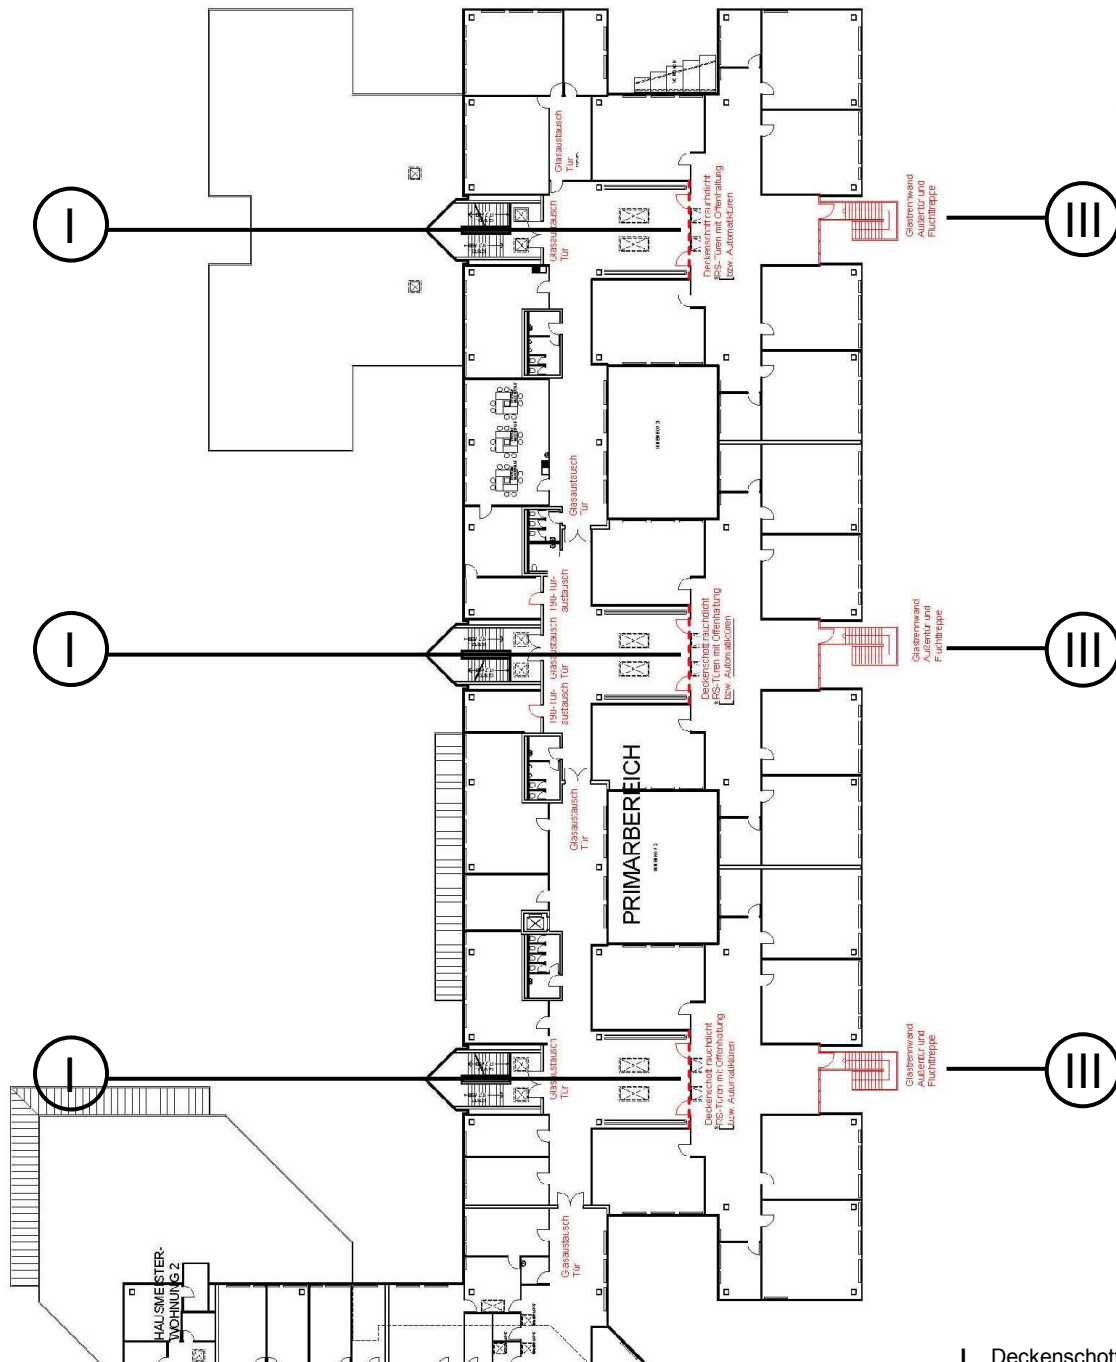 I
I
I
III
III
III
Glasaustausch
Tür
Glasaustausch
Tür
Deckenschott rauchdicht
RS-Türen mit Offenhaltung
bzw. Automatiktüren
Glastrennwand
Außentür und
Fluchttreppe
Glasaustausch
Tür
T90-Tür-
austausch
Glasaustausch
Tür
T90-Tür-
austausch
Deckenschott rauchdicht
RS-Türen mit Offenhaltung
bzw. Automatiktüren
Glastrennwand
Außentür und
Fluchttreppe
Glasaustausch
Tür
PRIMARBEREICH
Glasaustausch
Tür
Deckenschott rauchdicht
RS-Türen mit Offenhaltung
bzw. Automatiktüren
Glastrennwand
Außentür und
Fluchttreppe
Glasaustausch
Tür
HAUSMEISTER-
WOHNUNG 2
I Deckenschot